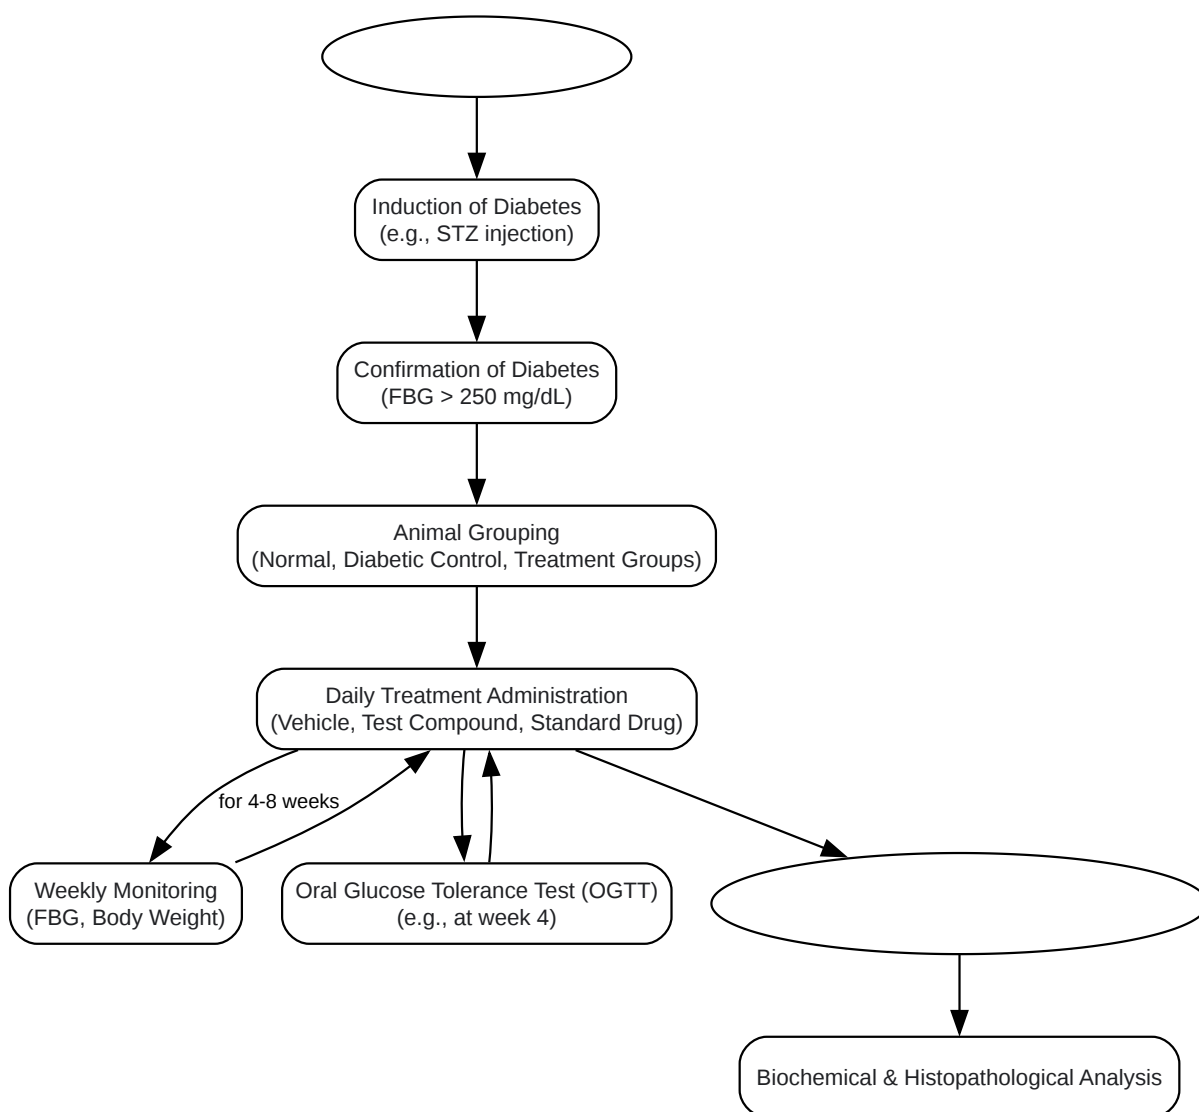 Induction of Diabetes
(e.g., STZ injection)
Confirmation of Diabetes
(FBG > 250 mg/dL)
Animal Grouping
(Normal, Diabetic Control, Treatment Groups)
Daily Treatment Administration
(Vehicle, Test Compound, Standard Drug)
for 4-8 weeks
Weekly Monitoring
(FBG, Body Weight)
Oral Glucose Tolerance Test (OGTT)
(e.g., at week 4)
Biochemical & Histopathological Analysis